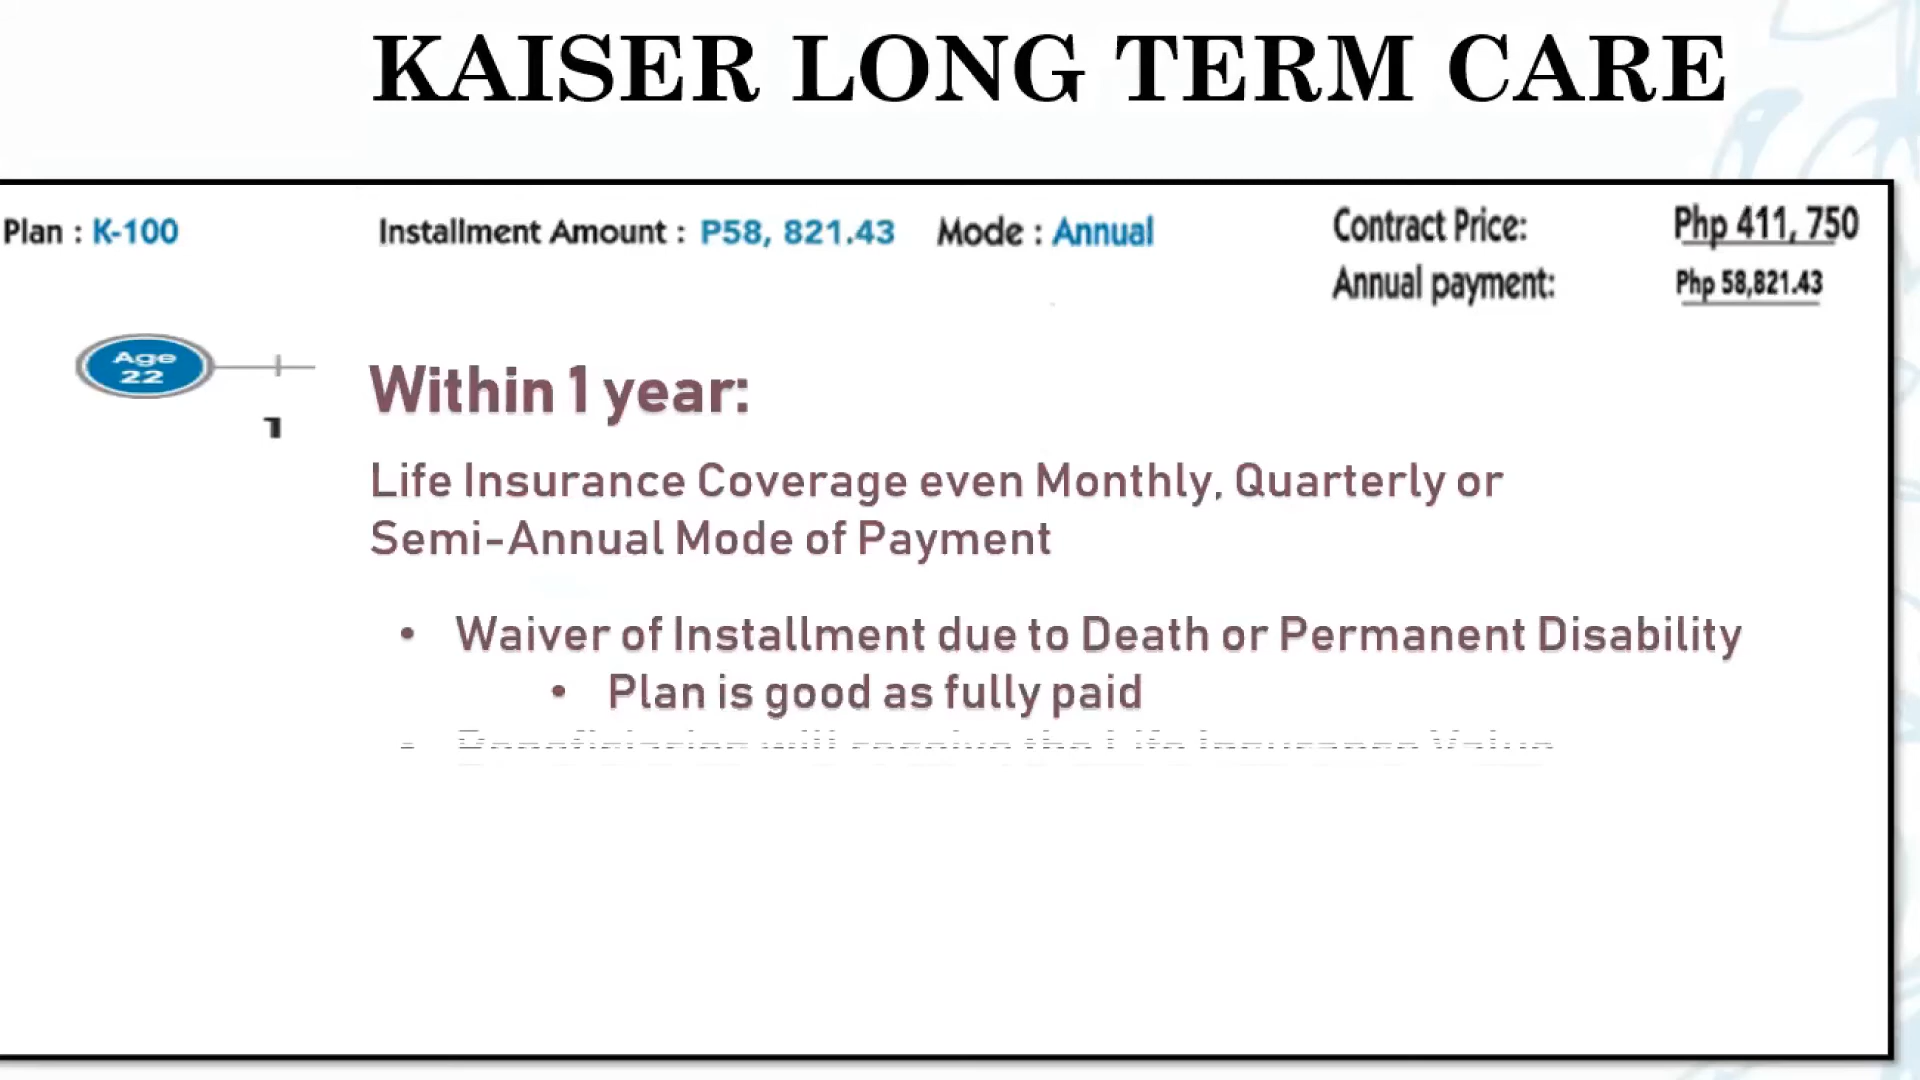 KAISER LONG TERM CARE
Plan : K-100 Installment Amount : P58, 821.43 Mode : Annual Contract Price: Php 411, 750
Annual payment: Php 58,821.43
Age
22
1
Within 1 year:
Life Insurance Coverage even Monthly, Quarterly or
Semi-Annual Mode of Payment
• Waiver of Installment due to Death or Permanent Disability
• Plan is good as fully paid